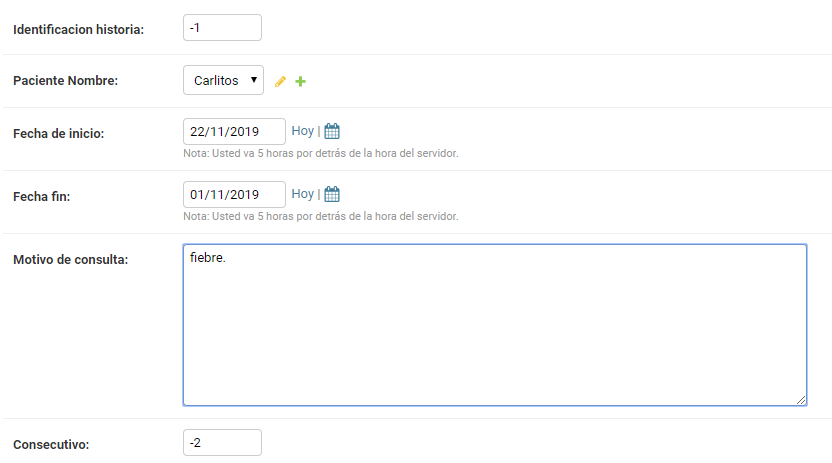 Identificacion historia: -1
Paciente Nombre: Carlitos
Fecha de inicio: 22/11/2019 Hoy |
Nota: Usted va 5 horas por detrás de la hora del servidor.
Fecha fin: 01/11/2019 Hoy |
Nota: Usted va 5 horas por detrás de la hora del servidor.
Motivo de consulta: fiebre.
Consecutivo: -2